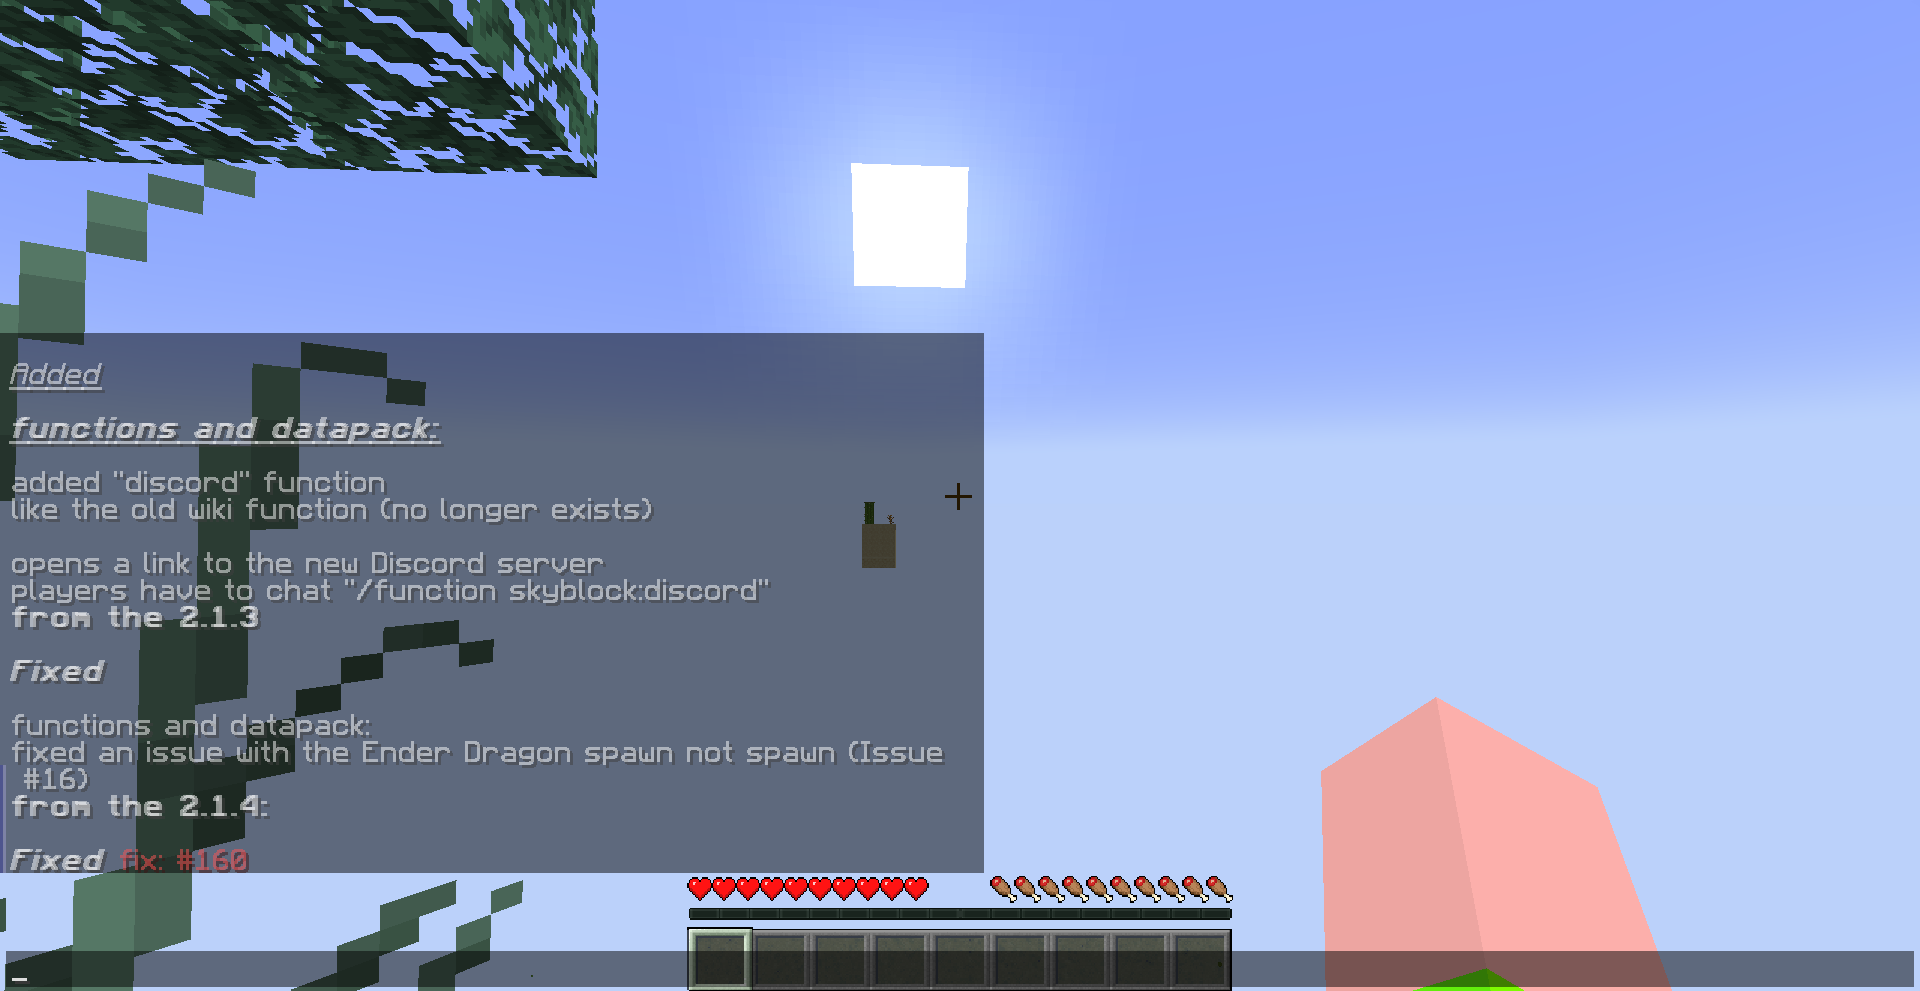 Added
functions and datapack:
added "discord" function
like the old wiki function (no longer exists)
opens a link to the new Discord server
players have to chat "/function skyblock:discord"
from the 2.1.3
Fixed
functions and datapack:
fixed an issue with the Ender Dragon spawn not spawn (Issue
#16)
from the 2.1.4:
Fixed fix: #160